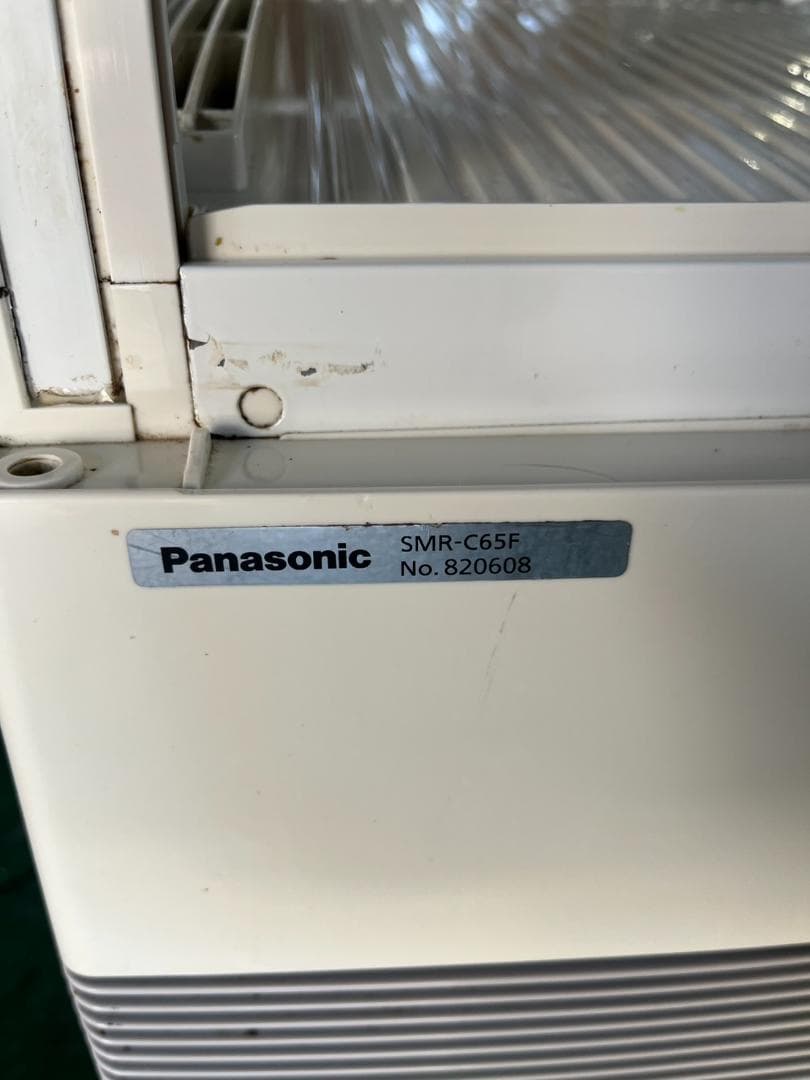 Panasonic
SMR-C65F
No. 820608